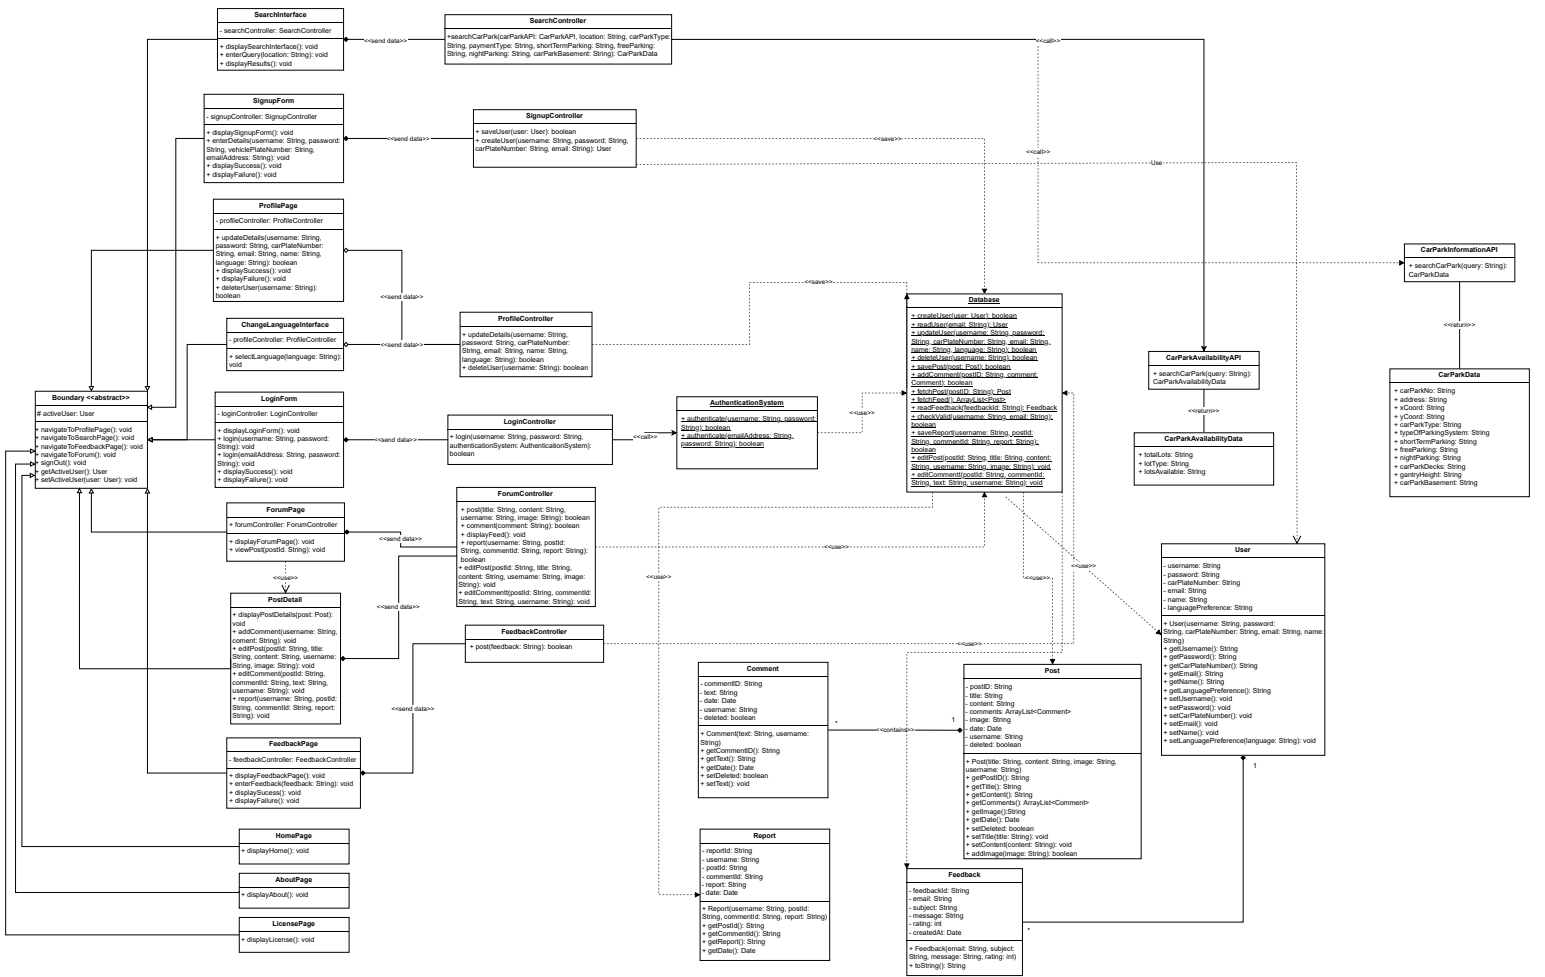 SearchInterface
- searchController: SearchController
+ displaySearchInterface(): void
+ enterQuery(location: String): void
+ displayResults(): void
<<send data>>
SearchController
+searchCarPark(carParkAPI: CarParkAPI, location: String, carParkType:
String, paymentType: String, shortTermParking: String, freeParking:
String, nightParking: String, carParkBasement: String): CarParkData
<<call>>
SignupForm
- signupController: SignupController
+ displaySignupForm(): void
+ enterDetails(username: String, password:
String, vehiclePlateNumber: String,
emailAddress: String): void
+ displaySuccess(): void
+ displayFailure(): void
<<send data>>
SignupController
+ saveUser(user: User): boolean
+ createUser(username: String, password: String,
carPlateNumber: String, email: String): User
<<save>>
<<call>>
Use
ProfilePage
- profileController: ProfileController
+ updateDetails(username: String,
password: String, carPlateNumber:
String, email: String, name: String,
language: String): boolean
+ displaySuccess(): void
+ displayFailure(): void
+ deleterUser(username: String):
boolean
<<send data>>
ChangeLanguageInterface
- profileController: ProfileController
+ selectLanguage(language: String):
void
<<send data>>
ProfileController
+ updateDetails(username: String,
password: String, carPlateNumber:
String, email: String, name: String,
language: String): boolean
+ deleteUser(username: String): boolean
<<save>>
Database
+ createUser(user: User): boolean
+ readUser(email: String): User
+ updateUser(username: String, password:
String, carPlateNumber: String, email: String,
name: String, language: String): boolean
+ deleteUser(username: String): boolean
+ savePost(post: Post): boolean
+ addComment(postID: String, comment:
Comment): boolean
+ fetchPost(postID: String): Post
+ fetchFeed(): ArrayList<Post>
+ readFeedback(feedbackId: String): Feedback
+ checkValid(username: String, email: String):
boolean
+ saveReport(username: String, postId:
String, commentId: String, report: String):
boolean
+ editPost(postId: String, title: String, content:
String, username: String, image: String): void
+ editComment(postId: String, commentId:
String, text: String, username: String): void
CarParkInformationAPI
+ searchCarPark(query: String):
CarParkData
<<return>>
CarParkAvailabilityAPI
+ searchCarPark(query: String):
CarParkAvailabilityData
<<return>>
CarParkData
+ carParkNo: String
+ address: String
+ xCoord: String
+ yCoord: String
+ carParkType: String
+ typeOfParkingSystem: String
+ shortTermParking: String
+ freeParking: String
+ nightParking: String
+ carParkDecks: String
+ gantryHeight: String
+ carParkBasement: String
CarParkAvailabilityData
+ totalLots: String
+ lotType: String
+ lotsAvailable: String
Boundary <<abstract>>
# activeUser: User
+ navigateToProfilePage(): void
+ navigateToSearchPage(): void
+ navigateToFeedbackPage(): void
+ navigateToForum(): void
+ signOut(): void
+ getActiveUser(): User
+ setActiveUser(user: User): void
LoginForm
- loginController: LoginController
+ displayLoginForm(): void
+ login(username: String, password:
String): void
+ login(emailAddress: String, password:
String): void
+ displaySuccess(): void
+ displayFailure(): void
<<send data>>
LoginController
+ login(username: String, password: String,
authenticationSystem: AuthenticationSystem):
boolean
<<call>>
AuthenticationSystem
+ authenticate(username: String, password:
String): boolean
+ authenticate(emailAddress: String,
password: String): boolean
<<use>>
ForumPage
+ forumController: ForumController
+ displayForumPage(): void
+ viewPost(postId: String): void
<<send data>>
<<use>>
ForumController
+ post(title: String, content: String,
username: String, image: String): boolean
+ comment(comment: String): boolean
+ displayFeed(): void
+ report(username: String, postId:
String, commentId: String, report: String):
boolean
+ editPost(postId: String, title: String,
content: String, username: String, image:
String): void
+ editCommentt(postId: String, commentId:
String, text: String, username: String): void
<<use>>
<<use>>
<<use>>
<<use>>
PostDetail
+ displayPostDetails(post: Post):
void
+ addComment(username: String,
coment: String): void
+ editPost(postId: String, title:
String, content: String, username:
String, image: String): void
+ editComment(postId: String,
commentId: String, text: String,
username: String): void
+ report(username: String, postId:
String, commentId: String, report:
String): void
<<send data>>
FeedbackController
+ post(feedback: String): boolean
<<use>>
User
- username: String
- password: String
- carPlateNumber: String
- email: String
- name: String
- languagePreference: String
+ User(username: String, password:
String, carPlateNumber: String, email: String, name:
String)
+ getUsername(): String
+ getPassword(): String
+ getCarPlateNumber(): String
+ getEmail(): String
+ getName(): String
+ getLanguagePreference(): String
+ setUsername(): void
+ setPassword(): void
+ setCarPlateNumber(): void
+ setEmail(): void
+ setName(): void
+ setLanguagePreference(language: String): void
1
<<send data>>
Comment
- commentID: String
- text: String
- date: Date
- username: String
- deleted: boolean
+ Comment(text: String, username:
String)
+ getCommentID(): String
+ getText(): String
+ getDate(): Date
+ setDeleted: boolean
+ setText(): void
*
<<contains>>
1
Post
- postID: String
- title: String
- content: String
- comments: ArrayList<Comment>
- image: String
- date: Date
- username: String
- deleted: boolean
+ Post(title: String, content: String, image: String,
username: String)
+ getPostID(): String
+ getTitle(): String
+ getContent(): String
+ getComments(): ArrayList<Comment>
+ getImage():String
+ getDate(): Date
+ setDeleted: boolean
+ setTitle(title: String): void
+ setContent(content: String): void
+ addImage(image: String): boolean
FeedbackPage
- feedbackController: FeedbackController
+ displayFeedbackPage(): void
+ enterFeedback(feedback: String): void
+ displaySucess(): void
+ displayFailure(): void
HomePage
+ displayHome(): void
AboutPage
+ displayAbout(): void
LicensePage
+ displayLicense(): void
Report
- reportId: String
- username: String
- postId: String
- commentId: String
- report: String
- date: Date
+ Report(username: String, postId:
String, commentId: String, report: String)
+ getPostId(): String
+ getCommentId(): String
+ getReport(): String
+ getDate(): Date
Feedback
- feedbackId: String
- email: String
- subject: String
- message: String
- rating: int
- createdAt: Date
+ Feedback(email: String, subject:
String, message: String, rating: int)
+ toString(): String
*